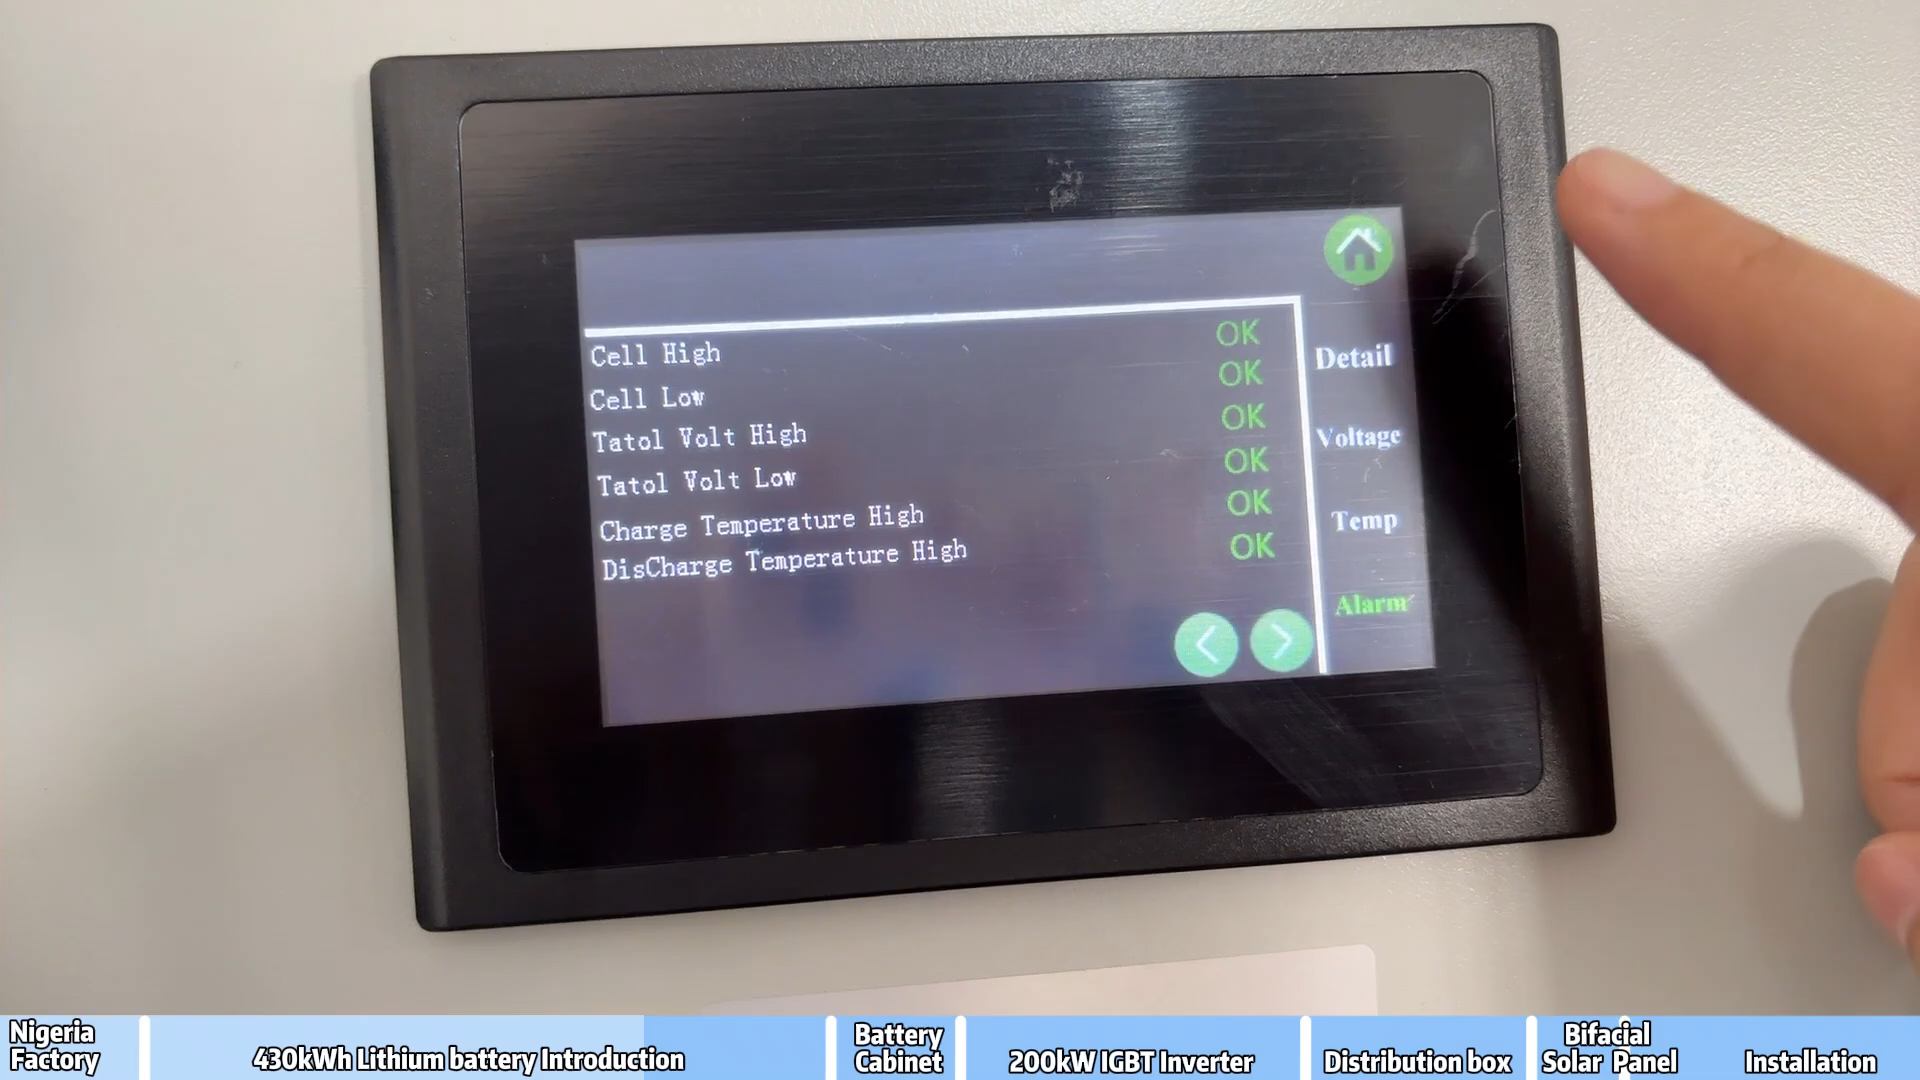 Cell High OK
Cell Low OK
Tatol Volt High OK
Tatol Volt Low OK
Charge Temperature High OK
DisCharge Temperature High OK
Detail
Voltage
Temp
Alarm
Nigeria
Factory
430kWh Lithium battery Introduction
Battery
Cabinet
200kW IGBT Inverter
Distribution box
Bifacial
Solar Panel
Installation